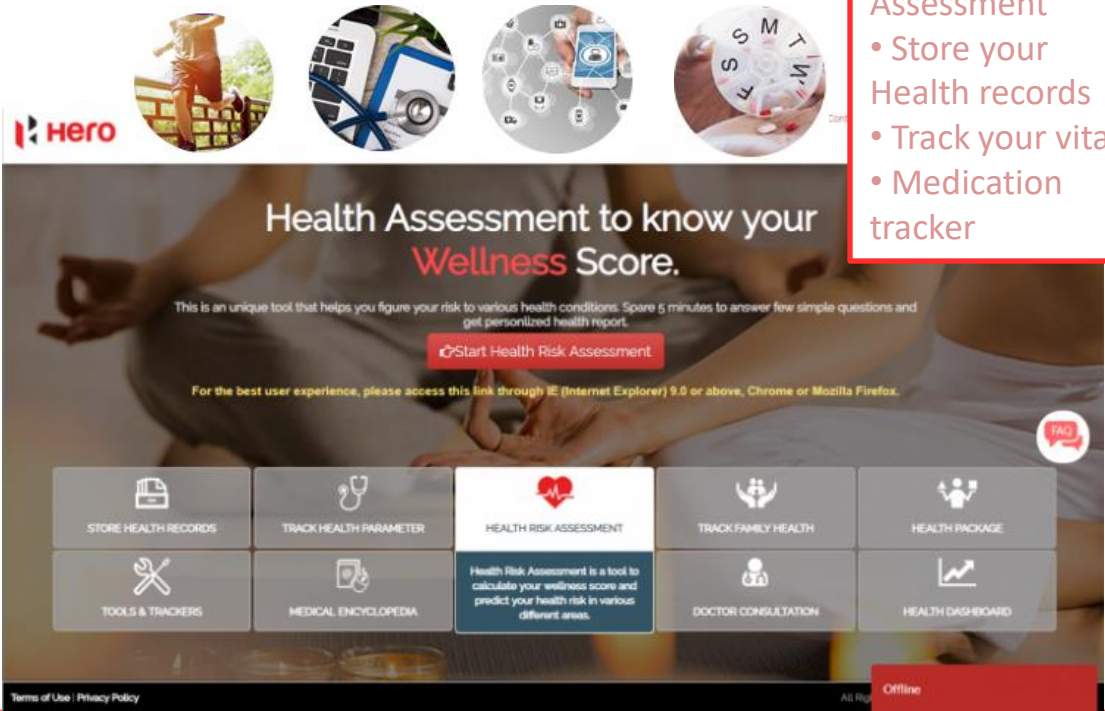 Assessment
• Store your
Health records
• Track your vita
• Medication
tracker
S M T W T F S
Hero
Cont
Health Assessment to know your
Wellness Score.
This is an unique tool that helps you figure your risk to various health conditions. Spare 5 minutes to answer few simple questions and
get personlized health report.
Start Health Risk Assessment
For the best user experience, please access this link through IE (Internet Explorer) 9.0 or above, Chrome or Mozilla Firefox.
FAQ
STORE HEALTH RECORDS
TRACK HEALTH PARAMETER
HEALTH RISK ASSESSMENT
TRACK FAMILY HEALTH
HEALTH PACKAGE
TOOLS & TRACKERS
MEDICAL ENCYCLOPEDIA
Health Risk Assessment is a tool to
calculate your wellness score and
predict your health risk in various
different areas.
DOCTOR CONSULTATION
HEALTH DASHBOARD
Terms of Use | Privacy Policy
All Rig
Offline